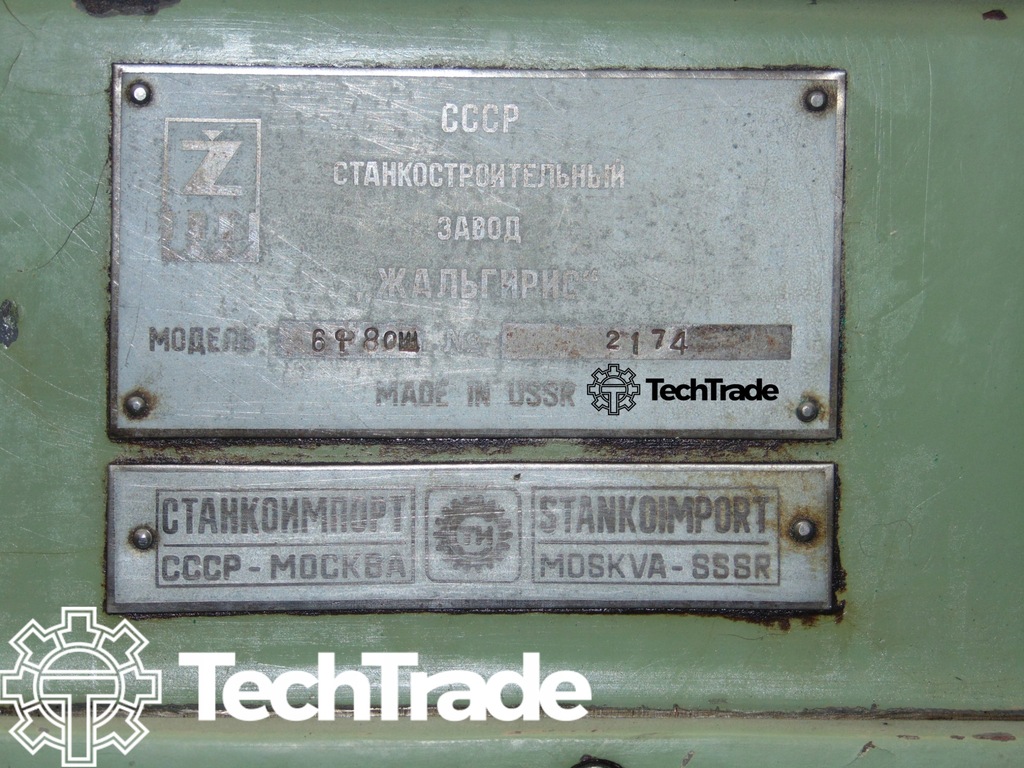 Ž
СССР
СТАНКОСТРОИТЕЛЬНЫЙ
ЗАВОД
„ЖАЛЬГИРИС“
МОДЕЛЬ 6Ф80Ш № 2174
MADE IN USSR TechTrade
СТАНКОИМПОРТ
СССР - МОСКВА
СИ
STANKOIMPORT
MOSKVA - SSSR
TechTrade